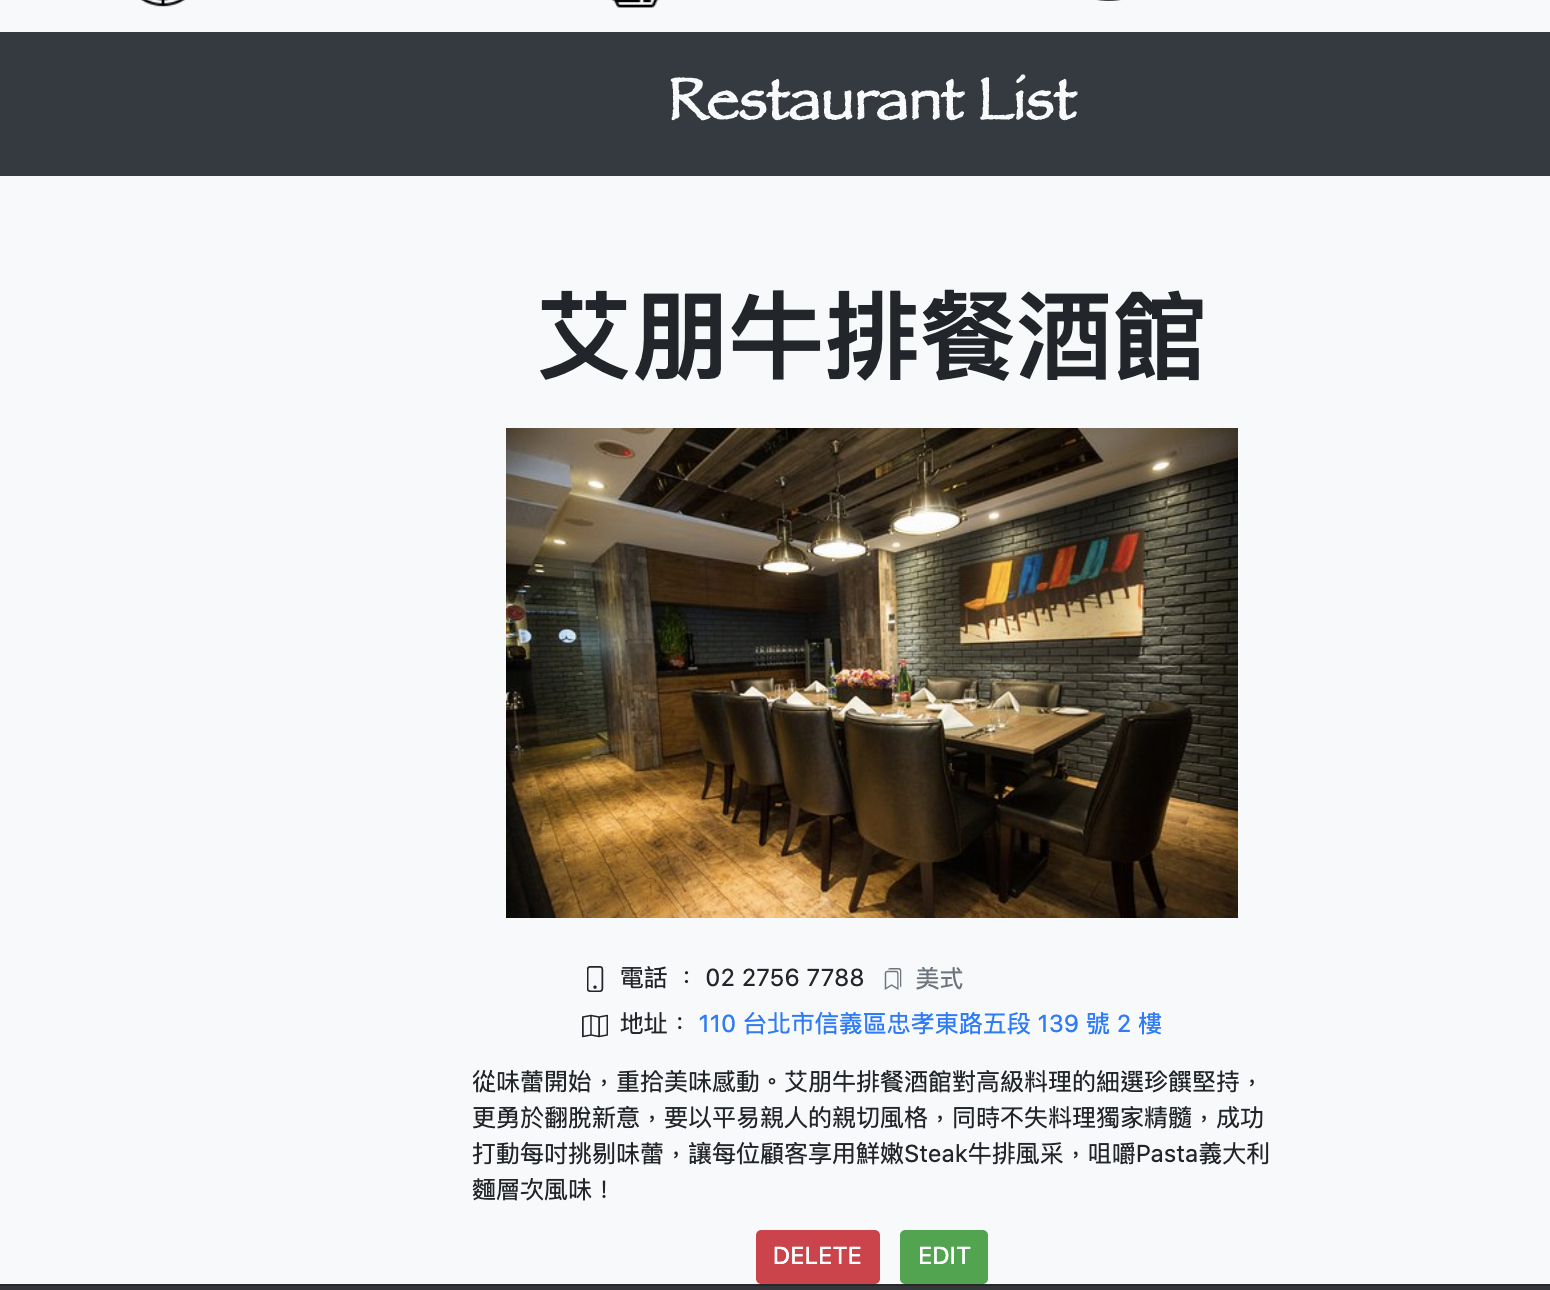 Restaurant List
艾朋牛排餐酒館
電話 ： 02 2756 7788 美式
地址： 110 台北市信義區忠孝東路五段 139 號 2 樓
從味蕾開始，重拾美味感動。艾朋牛排餐酒館對高級料理的細選珍饌堅持，
更勇於翻脫新意，要以平易親人的親切風格，同時不失料理獨家精髓，成功
打動每吋挑剔味蕾，讓每位顧客享用鮮嫩Steak牛排風采，咀嚼Pasta義大利
麵層次風味！
DELETE EDIT